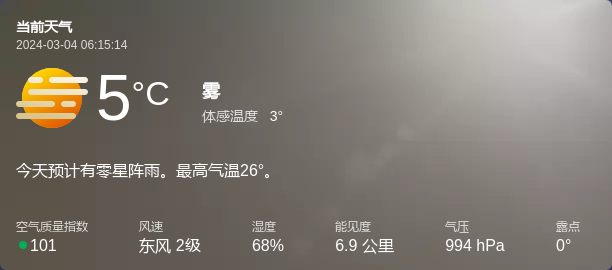 当前天气
2024-03-04 06:15:14
5°C
雾
体感温度 3°
今天预计有零星阵雨。最高气温26°。
空气质量指数 风速 湿度 能见度 气压 露点
101 东风 2级 68% 6.9 公里 994 hPa 0°